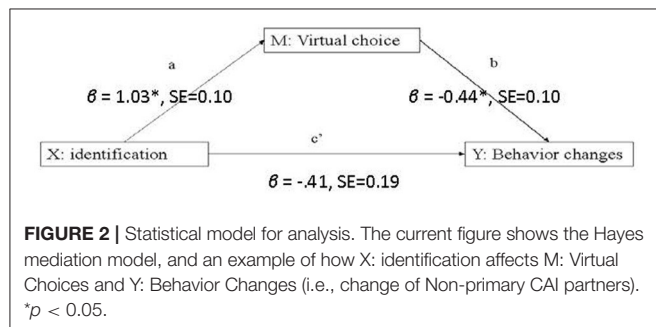 M: Virtual choice
a
b
ϐ = 1.03*, SE=0.10
ϐ = -0.44*, SE=0.10
c'
X: identification
Y: Behavior changes
ϐ = -.41, SE=0.19
FIGURE 2 | Statistical model for analysis. The current figure shows the Hayes
mediation model, and an example of how X: identification affects M: Virtual
Choices and Y: Behavior Changes (i.e., change of Non-primary CAI partners).
*p < 0.05.